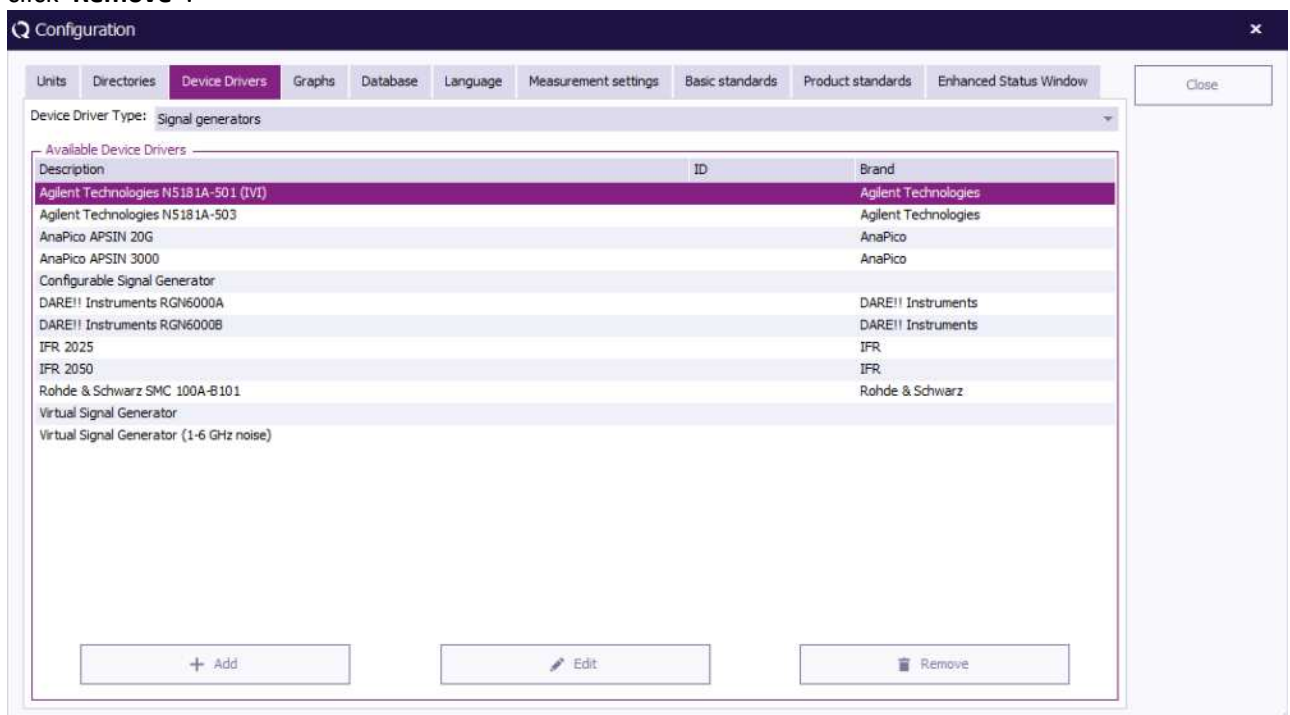 click "Remove".
Configuration
Units Directories Device Drivers Graphs Database Language Measurement settings Basic standards Product standards Enhanced Status Window Close
Device Driver Type: Signal generators
Available Device Drivers
Description ID Brand
Agilent Technologies N5181A-501 (IVI) Agilent Technologies
Agilent Technologies N5181A-503 Agilent Technologies
AnaPico APSIN 20G AnaPico
AnaPico APSIN 3000 AnaPico
Configurable Signal Generator
DARE!! Instruments RGN6000A DARE!! Instruments
DARE!! Instruments RGN6000B DARE!! Instruments
IFR 2025 IFR
IFR 2050 IFR
Rohde & Schwarz SMC 100A-B101 Rohde & Schwarz
Virtual Signal Generator
Virtual Signal Generator (1-6 GHz noise)
+ Add Edit Remove